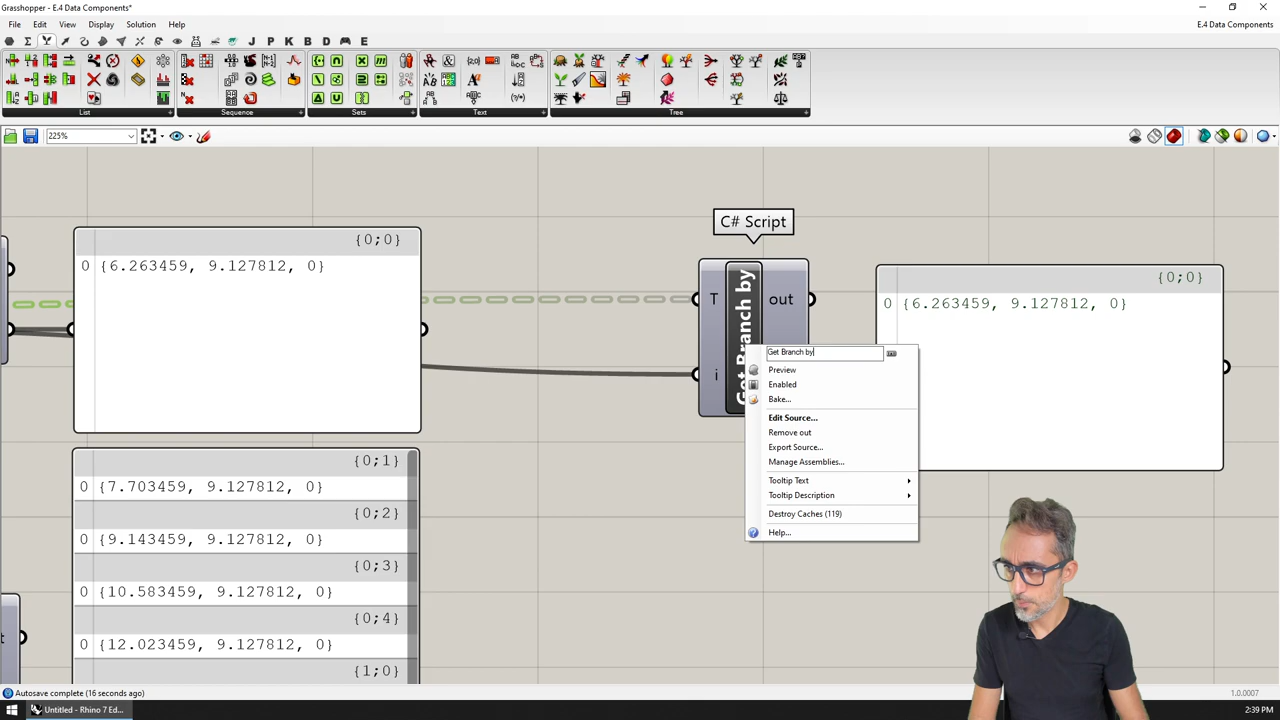 Grasshopper - E.4 Data Components*
File Edit View Display Solution Help
E.4 Data Components*
J P K B D E
List Sequence Sets Text Tree
225%
C# Script
{0;0}
0 {6.263459, 9.127812, 0}
T
out
Get Branch by
i
{0;0}
0 {6.263459, 9.127812, 0}
Get Branch by
Preview
Enabled
Bake...
Edit Source...
Remove out
Export Source...
Manage Assemblies...
Tooltip Text
Tooltip Description
Destroy Caches (119)
Help...
{0;1}
0 {7.703459, 9.127812, 0}
{0;2}
0 {9.143459, 9.127812, 0}
{0;3}
0 {10.583459, 9.127812, 0}
{0;4}
0 {12.023459, 9.127812, 0}
{1;0}
t
Autosave complete (16 seconds ago)
1.0.0007
Untitled - Rhino 7 Ed...
2:39 PM